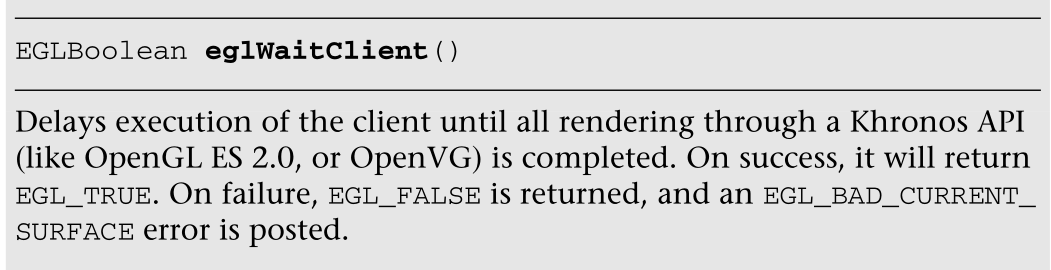 EGLBoolean eglWaitClient()
Delays execution of the client until all rendering through a Khronos API
(like OpenGL ES 2.0, or OpenVG) is completed. On success, it will return
EGL_TRUE. On failure, EGL_FALSE is returned, and an EGL_BAD_CURRENT_
SURFACE error is posted.